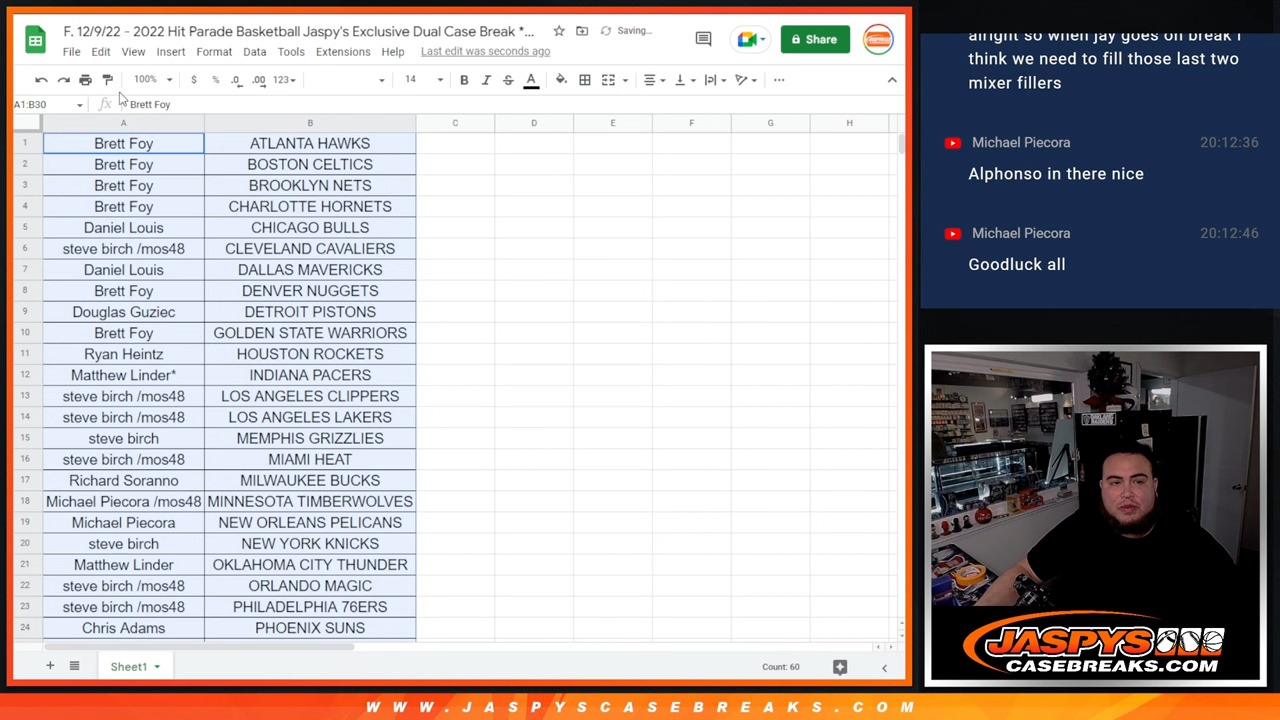 F. 12/9/22 - 2022 Hit Parade Basketball Jaspy's Exclusive Dual Case Break *...
Saving...
File Edit View Insert Format Data Tools Extensions Help Last edit was seconds ago
Share
100% $ % .0 .00 123 14 B I S A
A1:B30 fx Brett Foy
A B C D E F G H
1 Brett Foy ATLANTA HAWKS
2 Brett Foy BOSTON CELTICS
3 Brett Foy BROOKLYN NETS
4 Brett Foy CHARLOTTE HORNETS
5 Daniel Louis CHICAGO BULLS
6 steve birch /mos48 CLEVELAND CAVALIERS
7 Daniel Louis DALLAS MAVERICKS
8 Brett Foy DENVER NUGGETS
9 Douglas Guziec DETROIT PISTONS
10 Brett Foy GOLDEN STATE WARRIORS
11 Ryan Heintz HOUSTON ROCKETS
12 Matthew Linder* INDIANA PACERS
13 steve birch /mos48 LOS ANGELES CLIPPERS
14 steve birch /mos48 LOS ANGELES LAKERS
15 steve birch MEMPHIS GRIZZLIES
16 steve birch /mos48 MIAMI HEAT
17 Richard Soranno MILWAUKEE BUCKS
18 Michael Piecora /mos48 MINNESOTA TIMBERWOLVES
19 Michael Piecora NEW ORLEANS PELICANS
20 steve birch NEW YORK KNICKS
21 Matthew Linder OKLAHOMA CITY THUNDER
22 steve birch /mos48 ORLANDO MAGIC
23 steve birch /mos48 PHILADELPHIA 76ERS
24 Chris Adams PHOENIX SUNS
Sheet1
Count: 60
alright so when jay goes on break i
think we need to fill those last two
mixer fillers
Michael Piecora 20:12:36
Alphonso in there nice
Michael Piecora 20:12:46
Goodluck all
JASPYS
CASEBREAKS.COM
WWW.JASPYSCASEBREAKS.COM